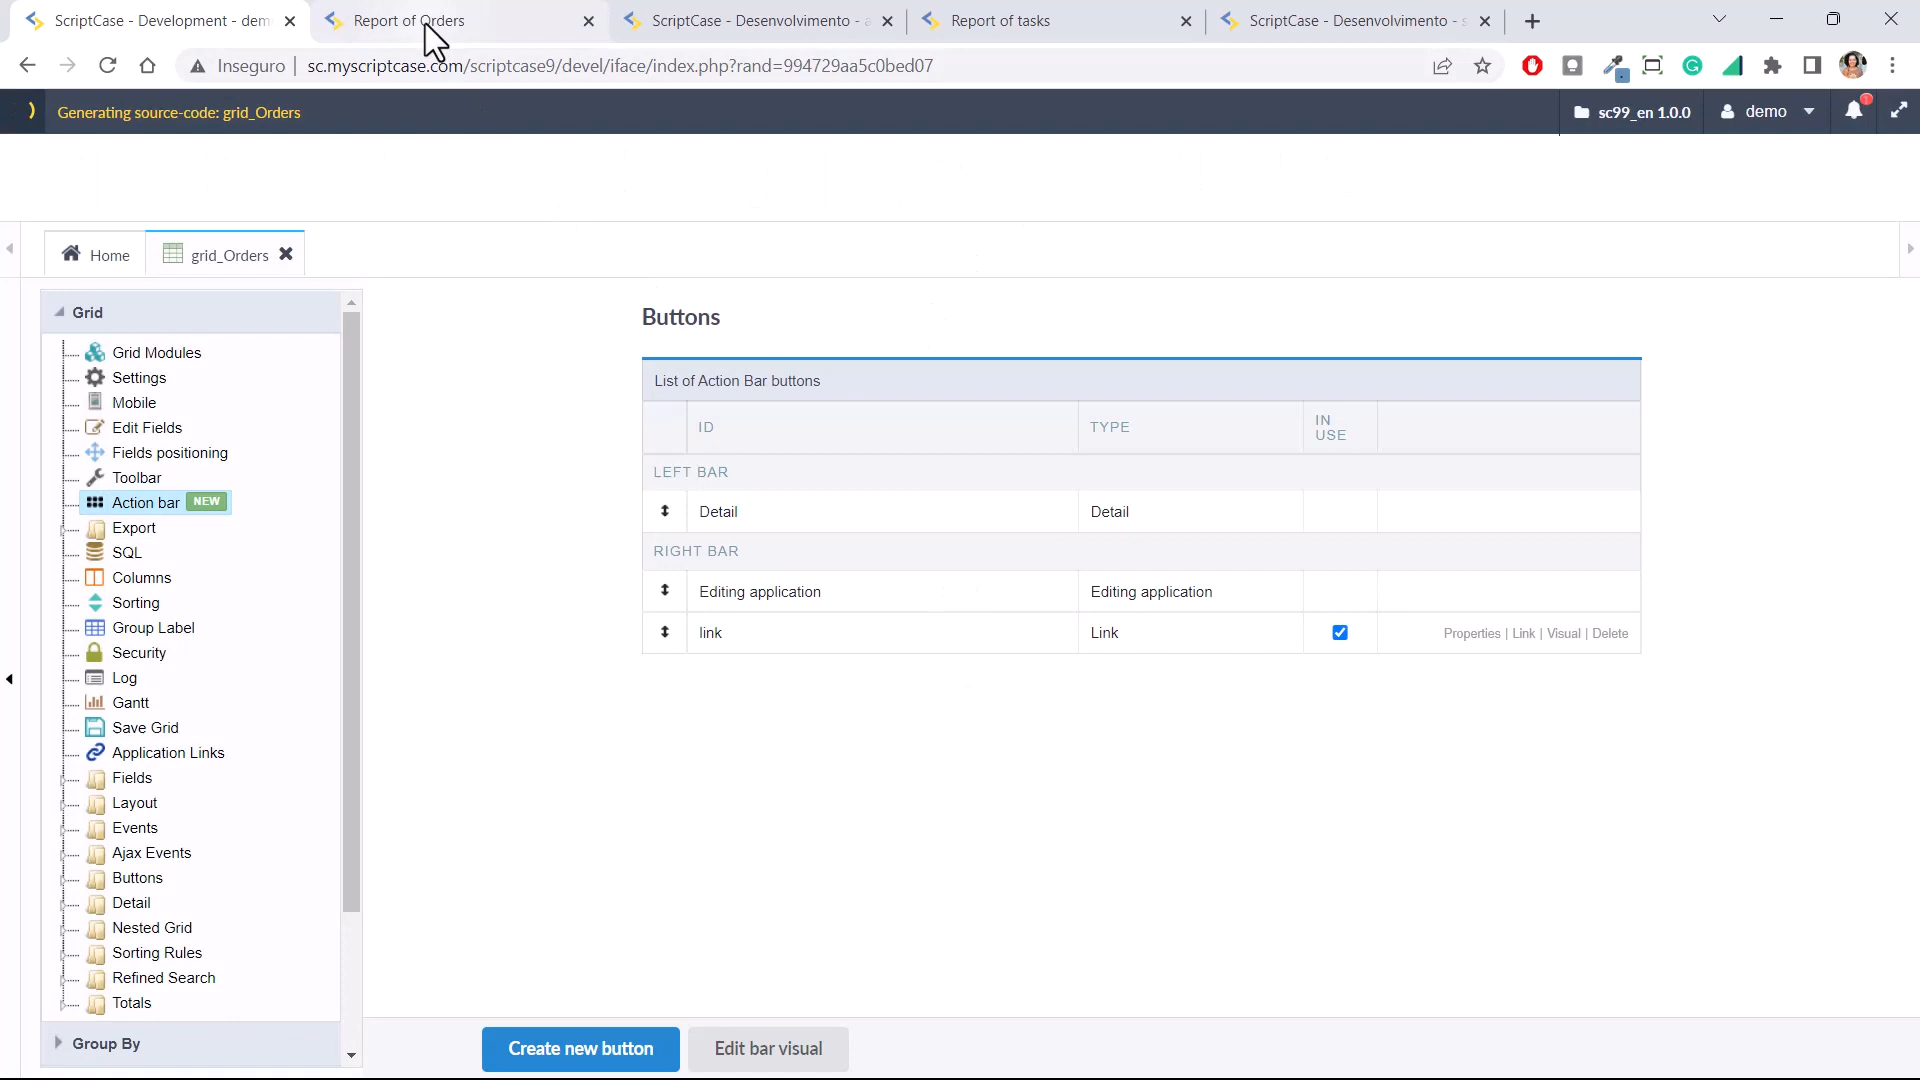 ScriptCase - Development - dem
Report of Orders
ScriptCase - Desenvolvimento - a
Report of tasks
ScriptCase - Desenvolvimento - s
Inseguro
sc.myscriptcase.com/scriptcase9/devel/iface/index.php?rand=994729aa5c0bed07
Generating source-code: grid_Orders
sc99_en 1.0.0
demo
Home
grid_Orders
Grid
Grid Modules
Settings
Mobile
Edit Fields
Fields positioning
Toolbar
Action bar NEW
Export
SQL
Columns
Sorting
Group Label
Security
Log
Gantt
Save Grid
Application Links
Fields
Layout
Events
Ajax Events
Buttons
Detail
Nested Grid
Sorting Rules
Refined Search
Totals
Group By
Buttons
List of Action Bar buttons
ID TYPE IN USE
LEFT BAR
Detail Detail
RIGHT BAR
Editing application Editing application
link Link Properties | Link | Visual | Delete
Create new button
Edit bar visual